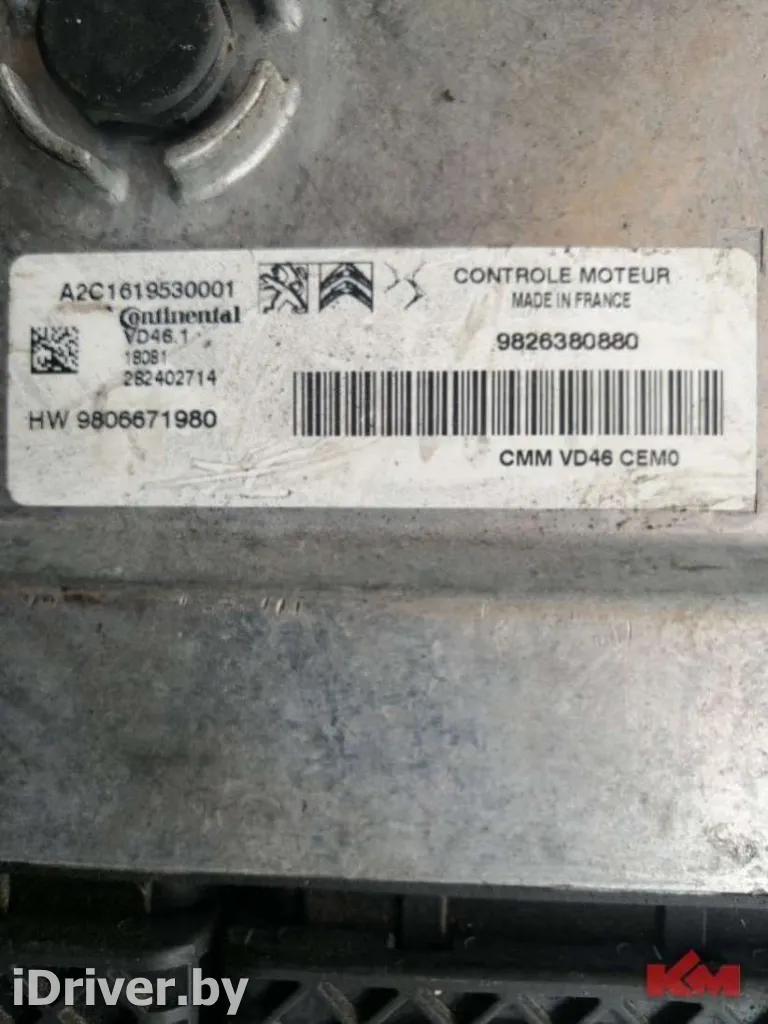 A2C1619530001
Continental
VD46.1
18081
282402714
HW 9806671980
CONTROLE MOTEUR
MADE IN FRANCE
9826380880
CMM VD46 CEM0
iDriver.by
KM